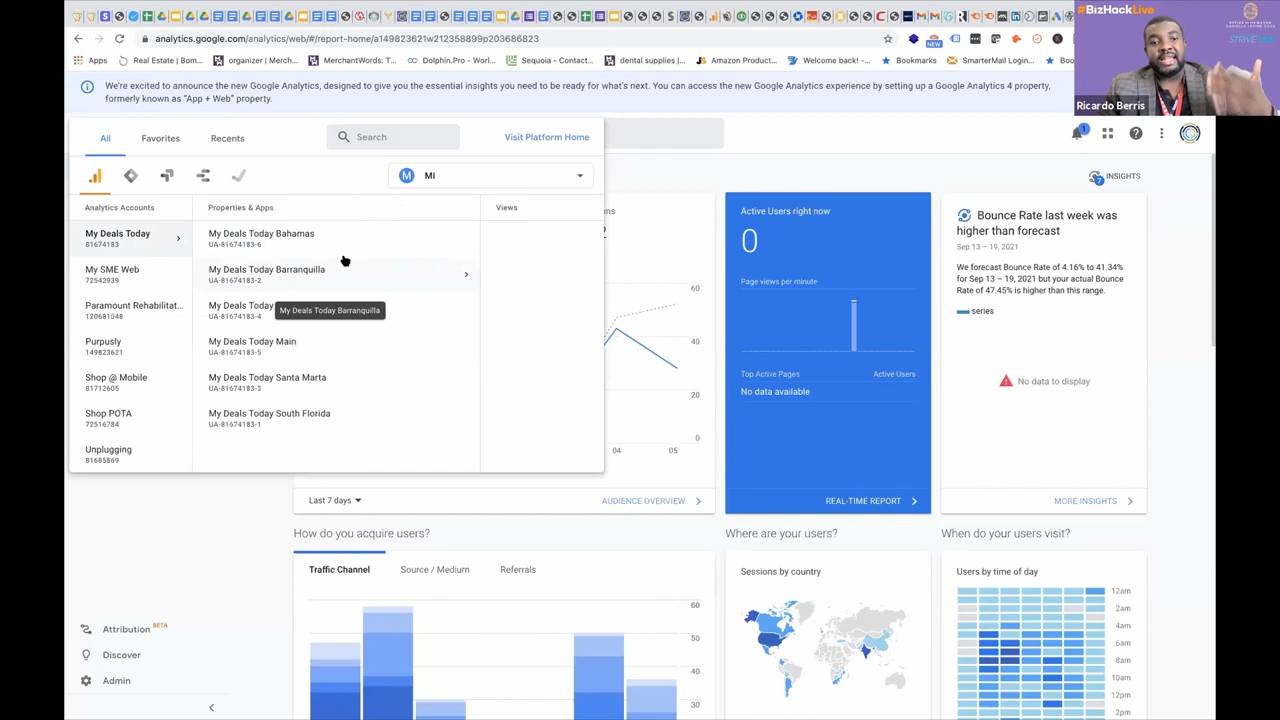 analytics.google.com/analytics/web/#/report-home/a149823621w212358899p203686823
NEW
Apps
Real Estate | Bom...
organizer | Merch...
MerchantWords: T...
Dolphin.Pro - Worl...
Sequoia - Contact...
dental supplies |...
Amazon Product...
Welcome back! -...
Bookmarks
SmarterMail Login...
Boo
#BizHackLive
STRIVE
Ricardo Berris
We're excited to announce the new Google Analytics, designed to give you the essential insights you need to be ready for what's next. You can access the new Google Analytics experience by setting up a Google Analytics 4 property,
formerly known as "App + Web" property.
All
Favorites
Recents
Search
Visit Platform Home
M
MI
1
Analytics Accounts
Properties & Apps
Views
My Deals Today
81674183
My SME Web
72542939
Paramount Rehabilitat...
120681048
Purpusly
149823621
Shop @ Mobile
81712605
Shop POTA
72516784
Unplugging
81685869
My Deals Today Bahamas
UA-81674183-6
My Deals Today Barranquilla
UA-81674183-2
My Deals Today
UA-81674183-4
My Deals Today Barranquilla
My Deals Today Main
UA-81674183-5
My Deals Today Santa Marta
UA-81674183-3
My Deals Today South Florida
UA-81674183-1
7
INSIGHTS
ns
60
40
20
0
04
05
Last 7 days
AUDIENCE OVERVIEW
Active Users right now
0
Page views per minute
Top Active Pages
Active Users
No data available
REAL-TIME REPORT
Bounce Rate last week was
higher than forecast
Sep 13 – 19, 2021
We forecast Bounce Rate of 4.16% to 41.34%
for Sep 13 – 19, 2021 but your actual Bounce
Rate of 47.45% is higher than this range.
series
No data to display
MORE INSIGHTS
How do you acquire users?
Where are your users?
When do your users visit?
Traffic Channel
Source / Medium
Referrals
60
50
40
30
Sessions by country
Users by time of day
12am
2am
4am
6am
8am
10am
12pm
2pm
Attribution BETA
Discover
Admin